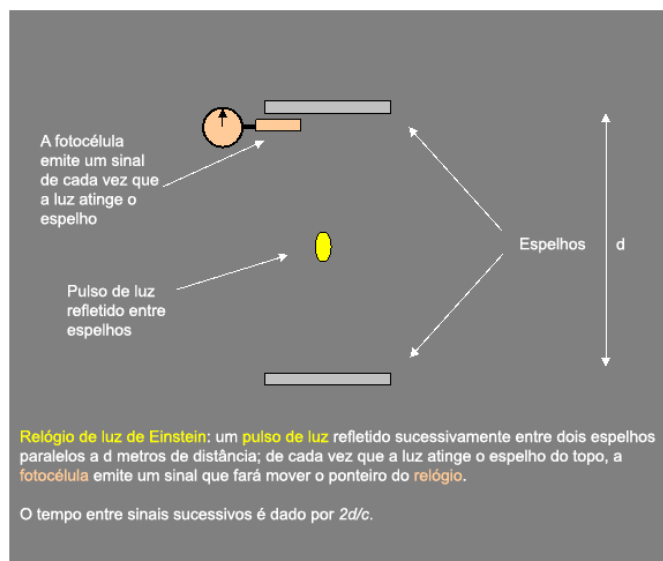 A fotocélula
emite um sinal
de cada vez que
a luz atinge o
espelho
Espelhos
d
Pulso de luz
refletido entre
espelhos
Relógio de luz de Einstein: um pulso de luz refletido sucessivamente entre dois espelhos
paralelos a d metros de distância; de cada vez que a luz atinge o espelho do topo, a
fotocélula emite um sinal que fará mover o ponteiro do relógio.
O tempo entre sinais sucessivos é dado por 2d/c.